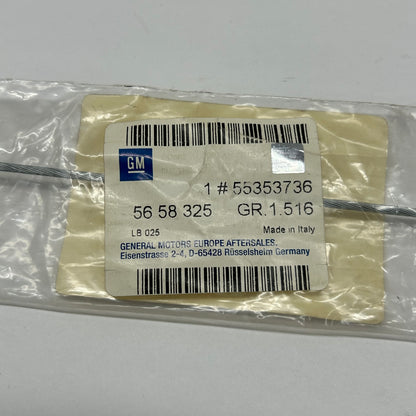 GM
1 # 55353736
56 58 325 GR.1.516
LB 025 Made in Italy
GENERAL MOTORS EUROPE AFTERSALES.
Eisenstrasse 2-4, D-65428 Rüsselsheim Germany